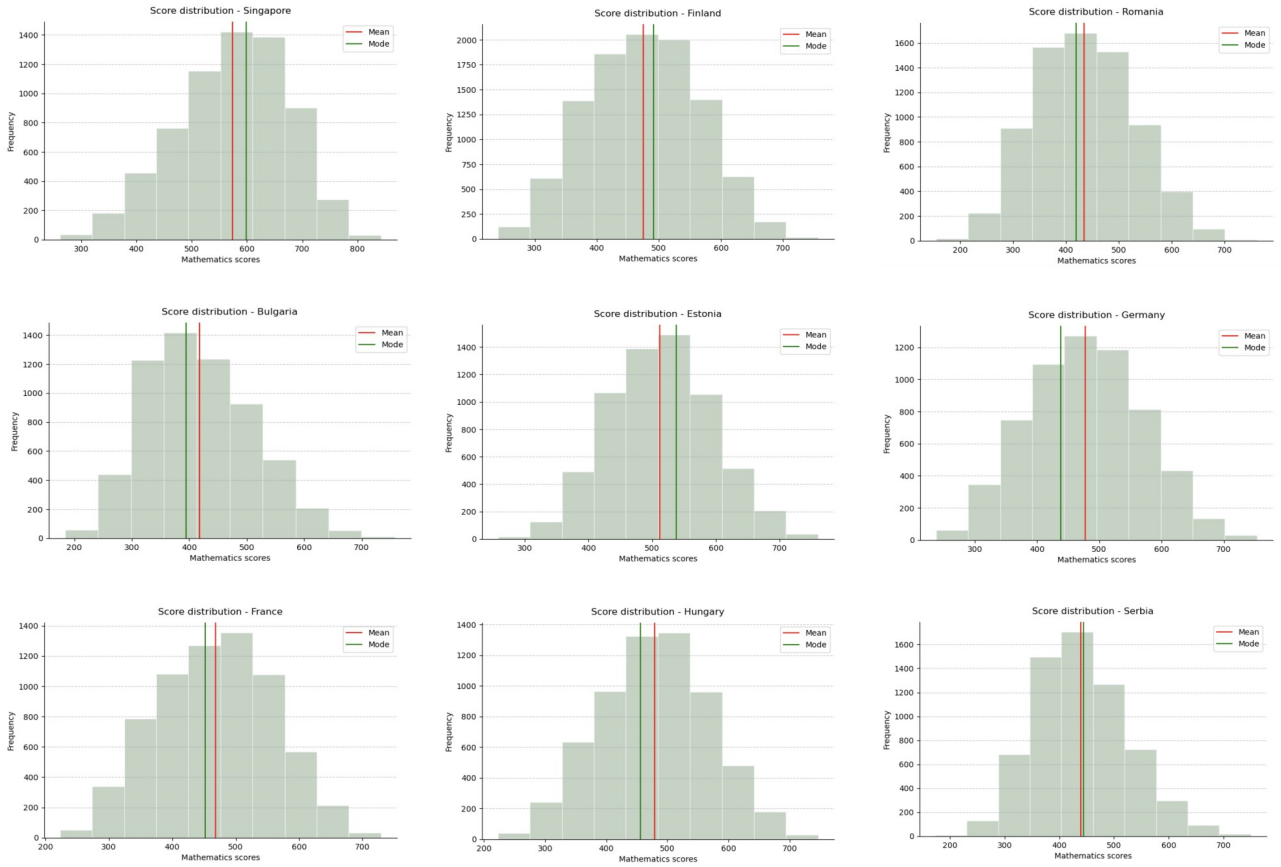 Score distribution - Singapore
1400
1200
1000
800
600
400
200
0
Frequency
300 400 500 600 700 800
Mathematics scores
Mean
Mode
Score distribution - Finland
2000
1750
1500
1250
1000
750
500
250
0
Frequency
300 400 500 600 700
Mathematics scores
Mean
Mode
Score distribution - Romania
1600
1400
1200
1000
800
600
400
200
0
Frequency
200 300 400 500 600 700
Mathematics scores
Mean
Mode
Score distribution - Bulgaria
1400
1200
1000
800
600
400
200
0
Frequency
200 300 400 500 600 700
Mathematics scores
Mean
Mode
Score distribution - Estonia
1400
1200
1000
800
600
400
200
0
Frequency
300 400 500 600 700
Mathematics scores
Mean
Mode
Score distribution - Germany
1200
1000
800
600
400
200
0
Frequency
300 400 500 600 700
Mathematics scores
Mean
Mode
Score distribution - France
1400
1200
1000
800
600
400
200
0
Frequency
200 300 400 500 600 700
Mathematics scores
Mean
Mode
Score distribution - Hungary
1400
1200
1000
800
600
400
200
0
Frequency
200 300 400 500 600 700
Mathematics scores
Mean
Mode
Score distribution - Serbia
1600
1400
1200
1000
800
600
400
200
0
Frequency
200 300 400 500 600 700
Mathematics scores
Mean
Mode